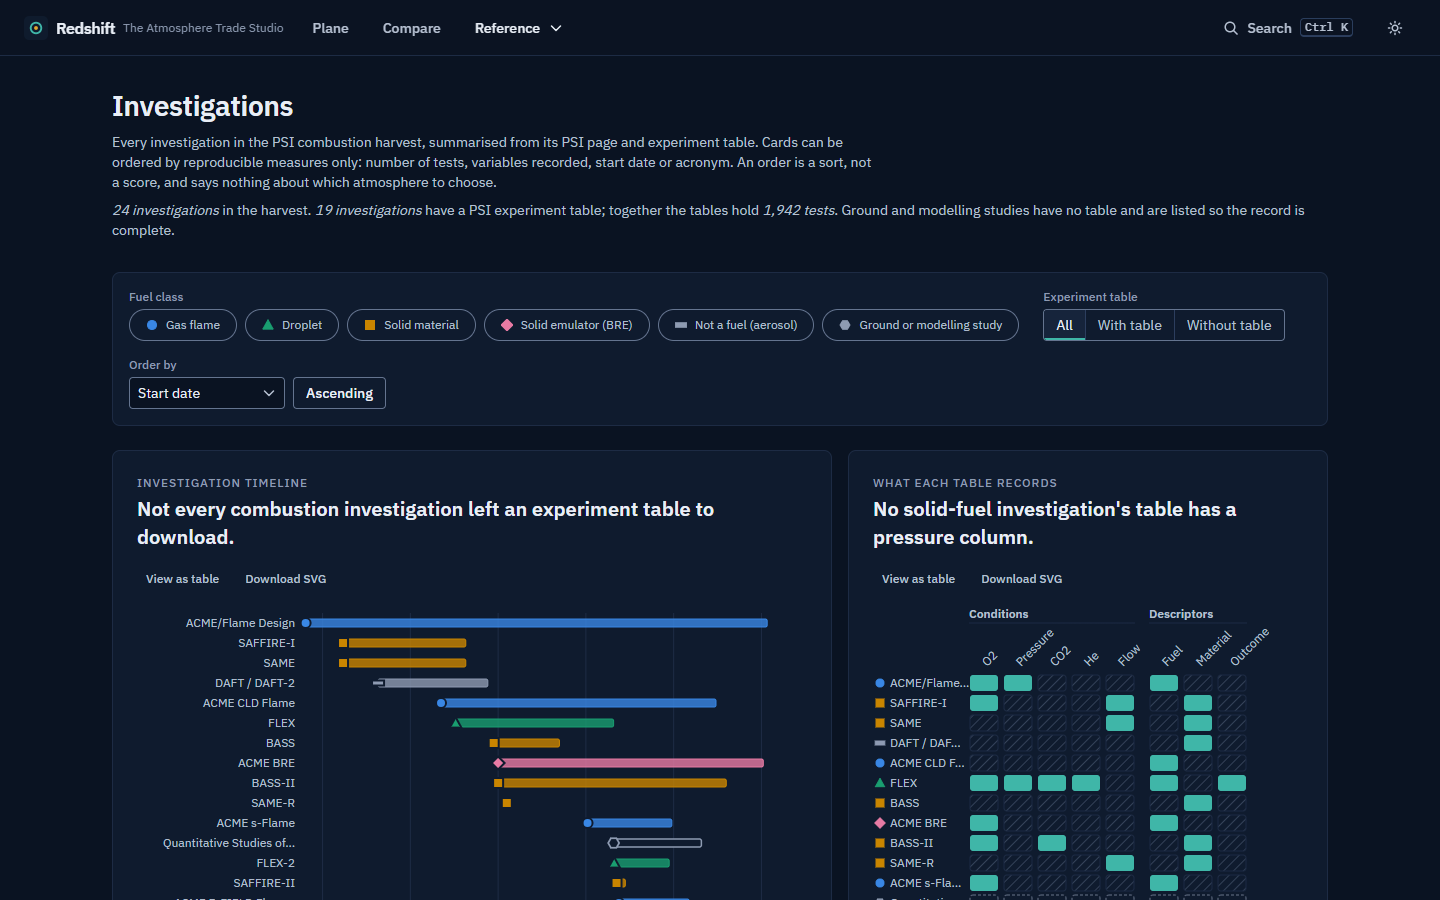 Redshift The Atmosphere Trade Studio Plane Compare Reference Search Ctrl K
Investigations
Every investigation in the PSI combustion harvest, summarised from its PSI page and experiment table. Cards can be
ordered by reproducible measures only: number of tests, variables recorded, start date or acronym. An order is a sort, not
a score, and says nothing about which atmosphere to choose.
24 investigations in the harvest. 19 investigations have a PSI experiment table; together the tables hold 1,942 tests. Ground and modelling studies have no table and are listed so the record is
complete.
Fuel class
Gas flame Droplet Solid material Solid emulator (BRE) Not a fuel (aerosol) Ground or modelling study
Experiment table
All With table Without table
Order by
Start date Ascending
INVESTIGATION TIMELINE
Not every combustion investigation left an experiment table to
download.
View as table Download SVG
ACME/Flame Design
SAFFIRE-I
SAME
DAFT / DAFT-2
ACME CLD Flame
FLEX
BASS
ACME BRE
BASS-II
SAME-R
ACME s-Flame
Quantitative Studies of...
FLEX-2
SAFFIRE-II
WHAT EACH TABLE RECORDS
No solid-fuel investigation's table has a
pressure column.
View as table Download SVG
Conditions Descriptors
O2 Pressure CO2 He Flow Fuel Material Outcome
ACME/Flame...
SAFFIRE-I
SAME
DAFT / DAF...
ACME CLD F...
FLEX
BASS
ACME BRE
BASS-II
SAME-R
ACME s-Fla...